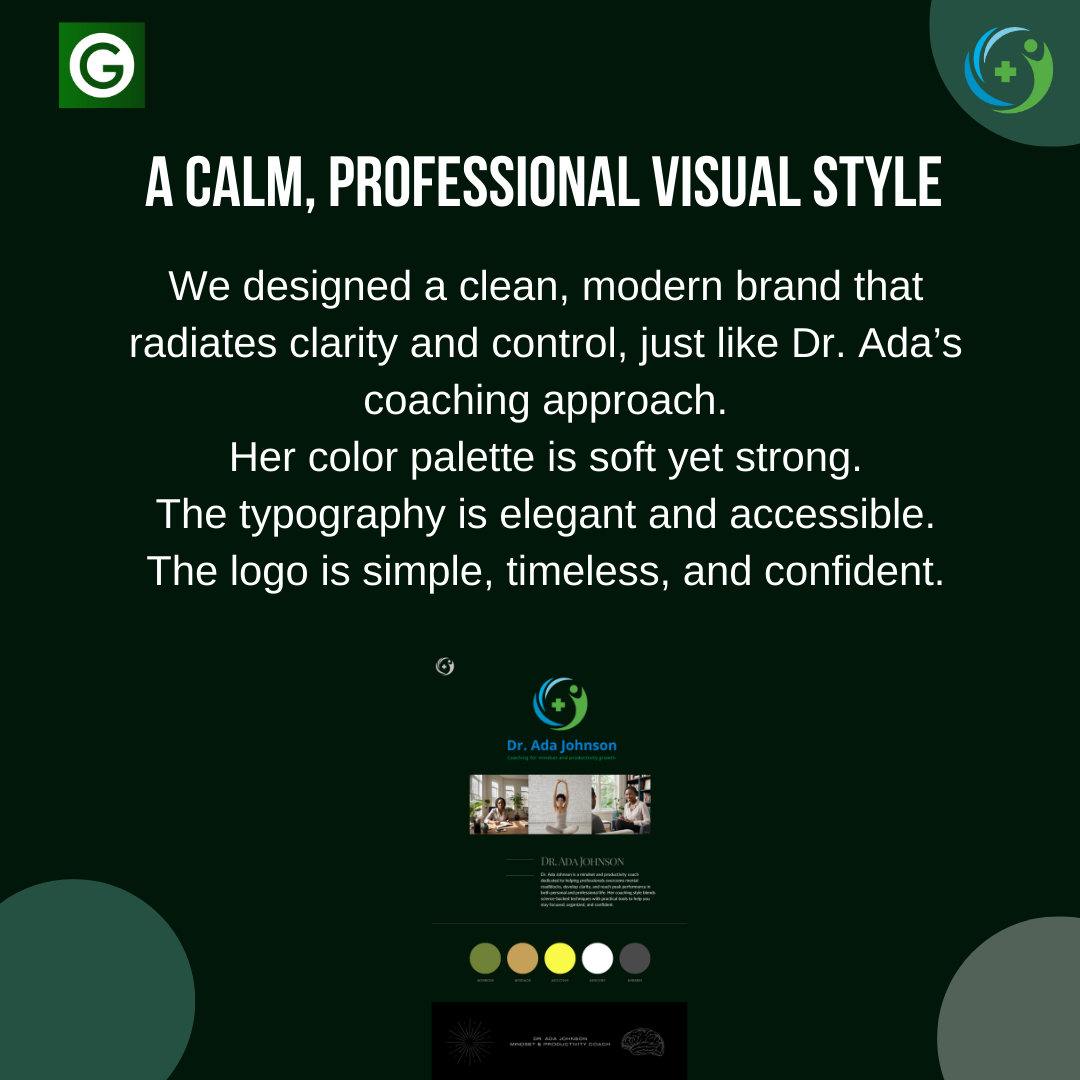 G
A CALM, PROFESSIONAL VISUAL STYLE
We designed a clean, modern brand that
radiates clarity and control, just like Dr. Ada’s
coaching approach.
Her color palette is soft yet strong.
The typography is elegant and accessible.
The logo is simple, timeless, and confident.
Dr. Ada Johnson
Coaching for mindset and productivity growth
DR. ADA JOHNSON
Dr. Ada Johnson is a mindset and productivity coach
dedicated to helping professionals overcome mental
roadblocks, develop clarity, and reach peak performance in
both personal and professional life. Her coaching style blends
science-backed techniques with practical tools to help you
stay focused, organized, and confident.
DR. ADA JOHNSON
MINDSET & PRODUCTIVITY COACH